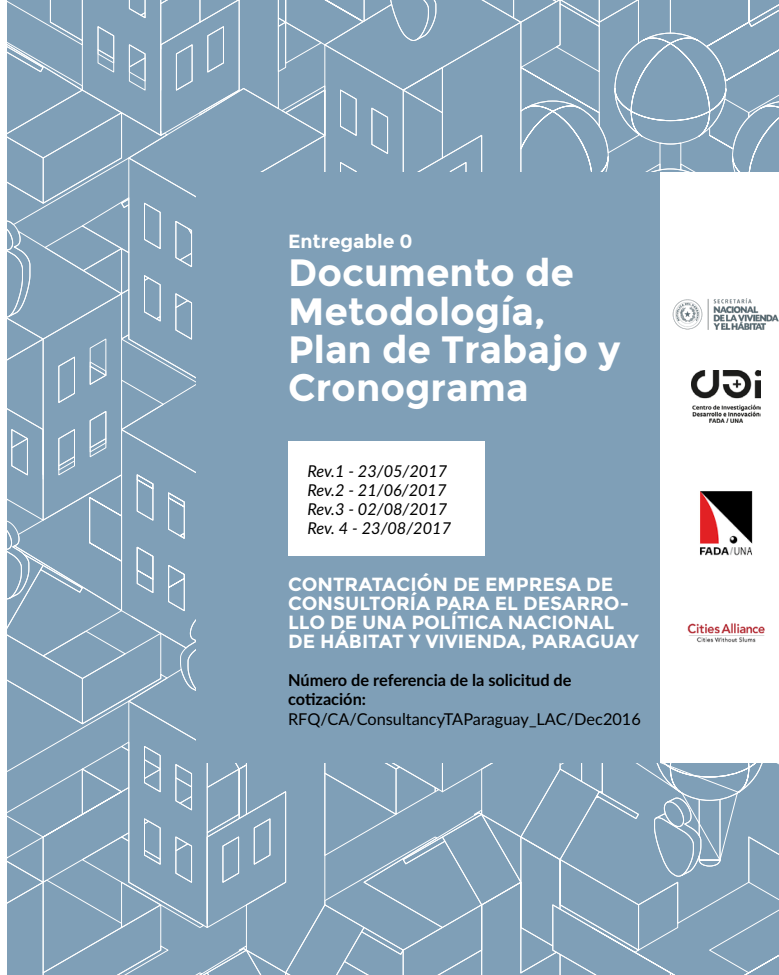 Entregable 0
Documento de
Metodología,
Plan de Trabajo y
Cronograma
Rev.1 - 23/05/2017
Rev.2 - 21/06/2017
Rev.3 - 02/08/2017
Rev. 4 - 23/08/2017
CONTRATACIÓN DE EMPRESA DE
CONSULTORÍA PARA EL DESARRO-
LLO DE UNA POLÍTICA NACIONAL
DE HÁBITAT Y VIVIENDA, PARAGUAY
Número de referencia de la solicitud de
cotización:
RFQ/CA/ConsultancyTAParaguay_LAC/Dec2016
SECRETARÍA
NACIONAL
DE LA VIVIENDA
Y EL HÁBITAT
CIDi
Centro de Investigación
Desarrollo e Innovación
FADA / UNA
FADA/UNA
Cities Alliance
Cities Without Slums